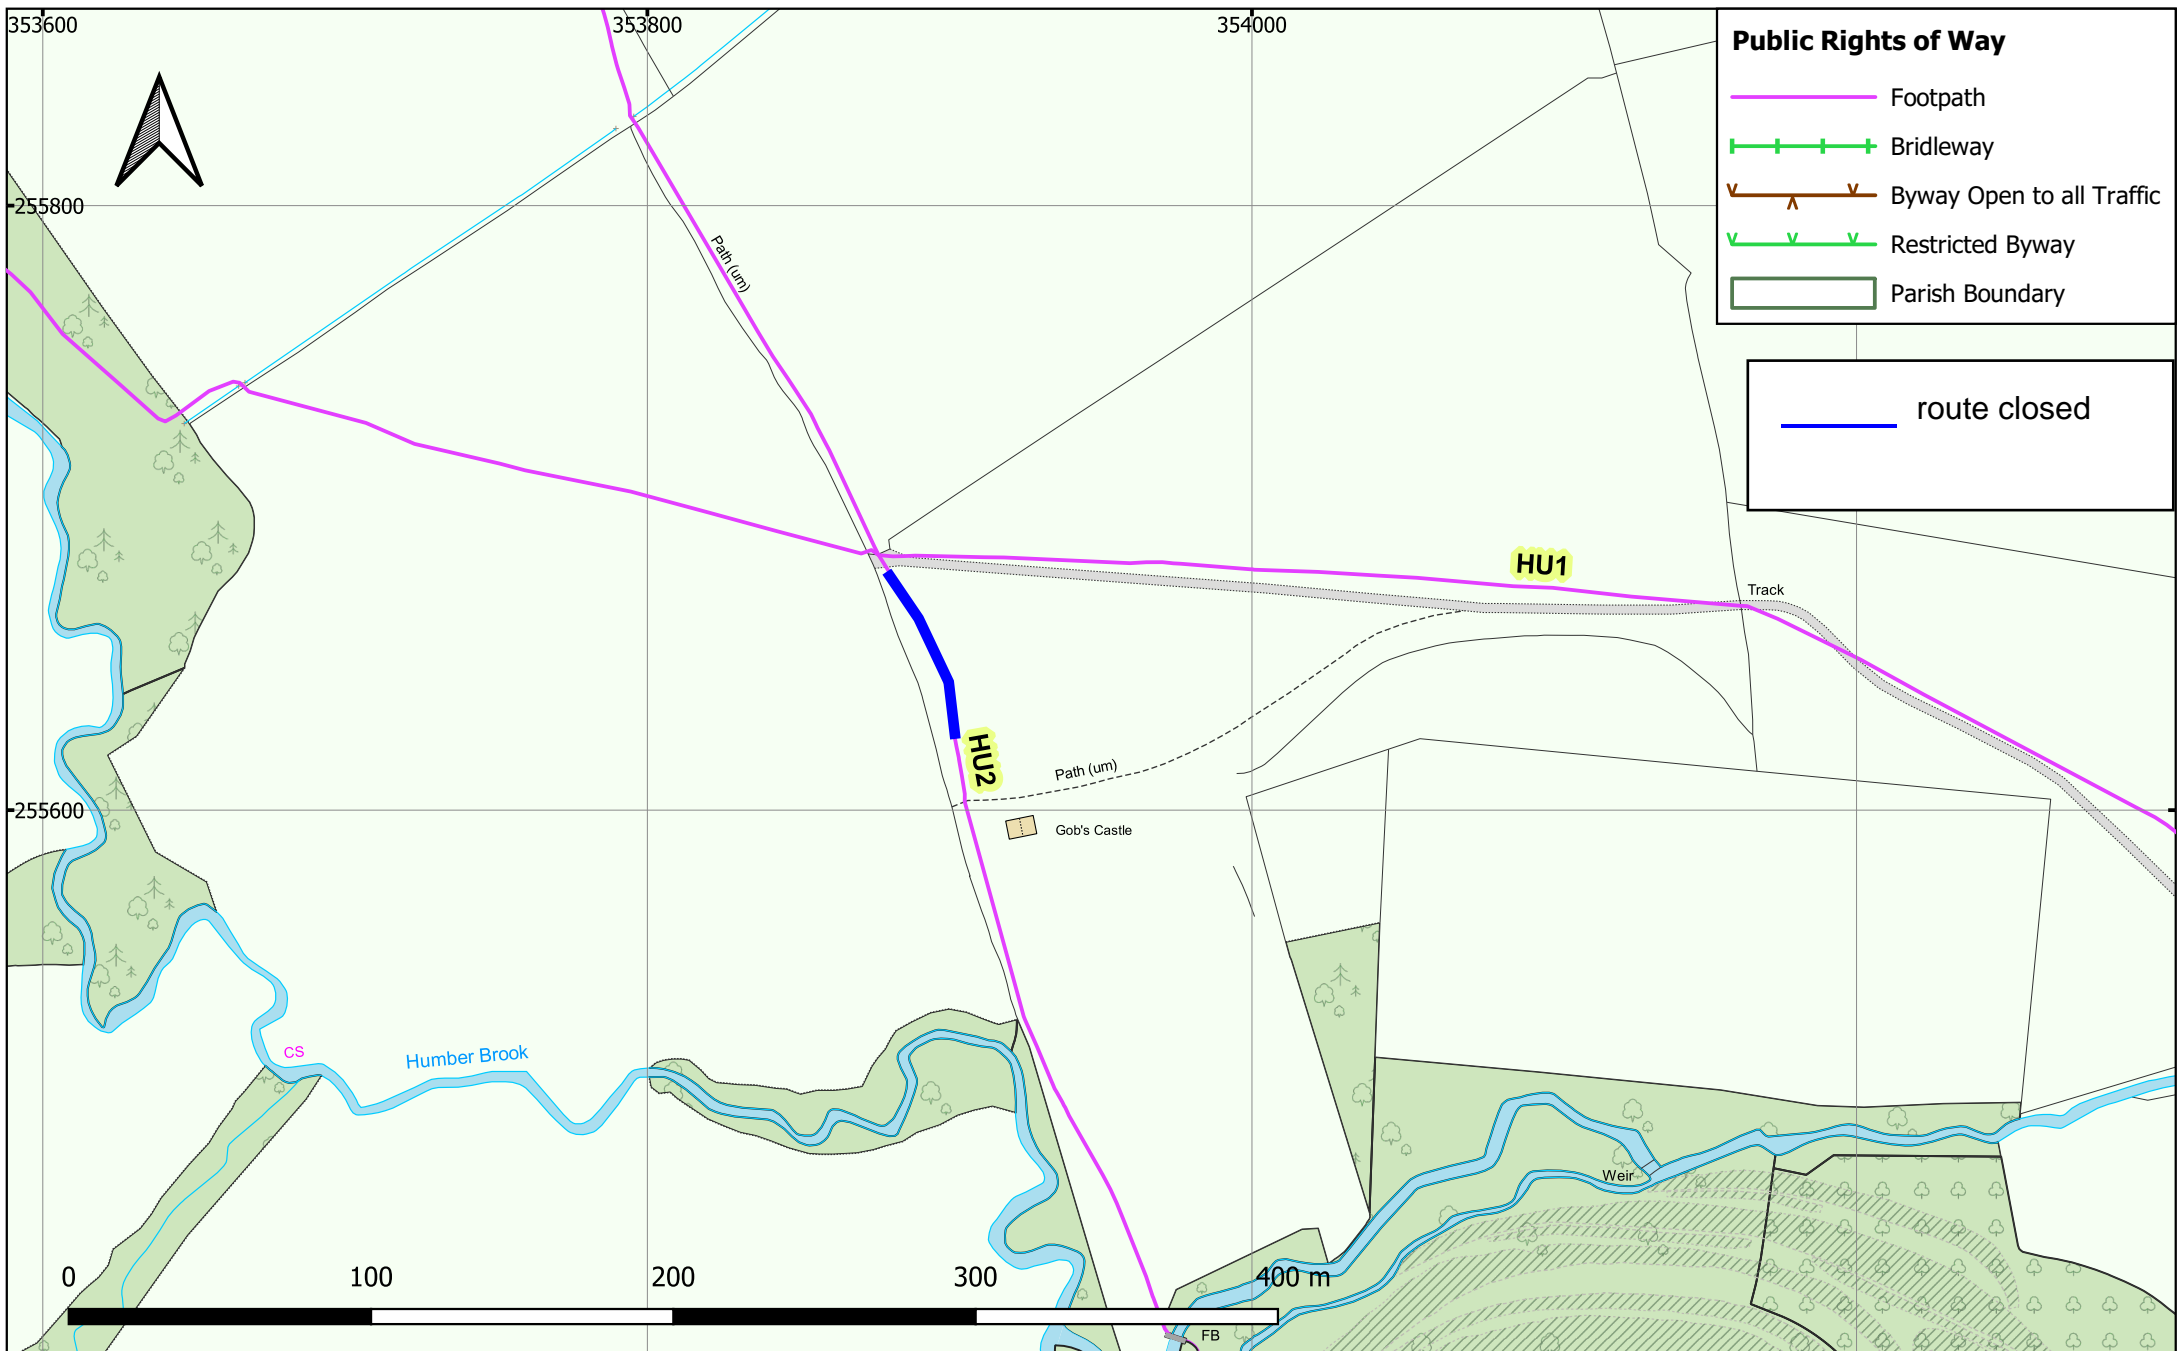 353600
353800
354000
Public Rights of Way
Footpath
Bridleway
Byway Open to all Traffic
Restricted Byway
Parish Boundary
255800
Path (um)
route closed
HU1
Track
HU2
Path (um)
255600
Gob's Castle
CS
Humber Brook
Weir
0 100 200 300 400 m
FB